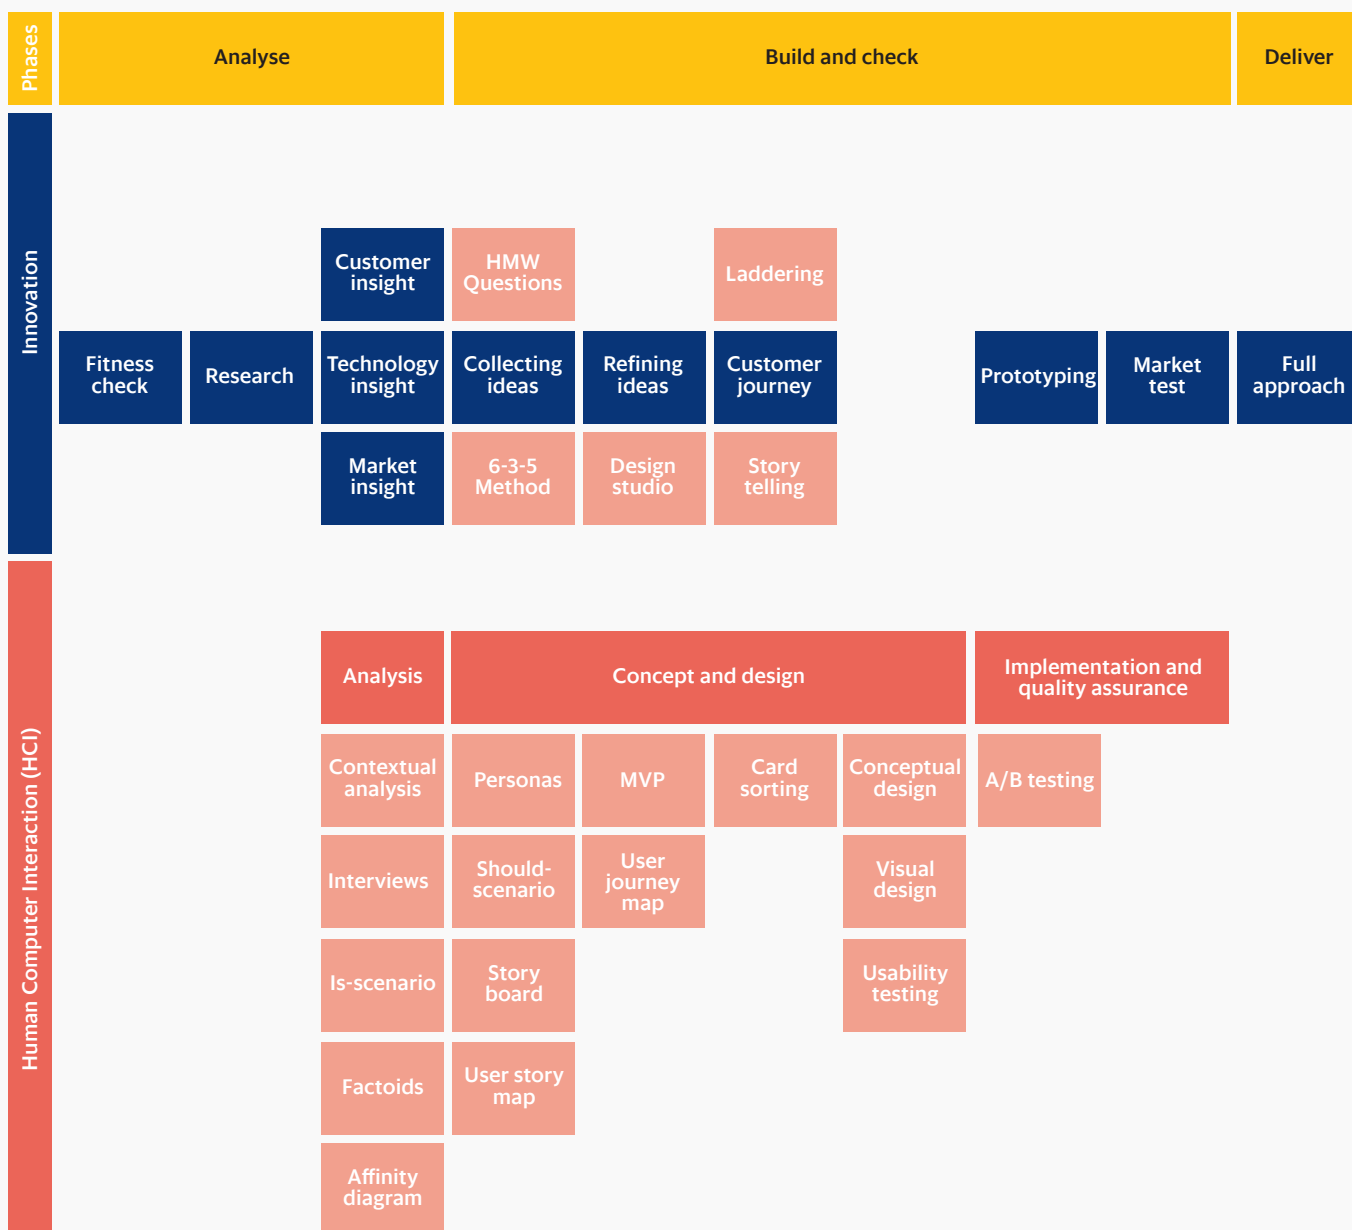 Phases
Analyse
Build and check
Deliver
Innovation
Customer
insight
HMW
Questions
Laddering
Fitness
check
Research
Technology
insight
Collecting
ideas
Refining
ideas
Customer
journey
Prototyping
Market
test
Full
approach
Market
insight
6-3-5
Method
Design
studio
Story
telling
Human Computer Interaction (HCI)
Analysis
Concept and design
Implementation and
quality assurance
Contextual
analysis
Personas
MVP
Card
sorting
Conceptual
design
A/B testing
Interviews
Should-
scenario
User
journey
map
Visual
design
Is-scenario
Story
board
Usability
testing
Factoids
User story
map
Affinity
diagram